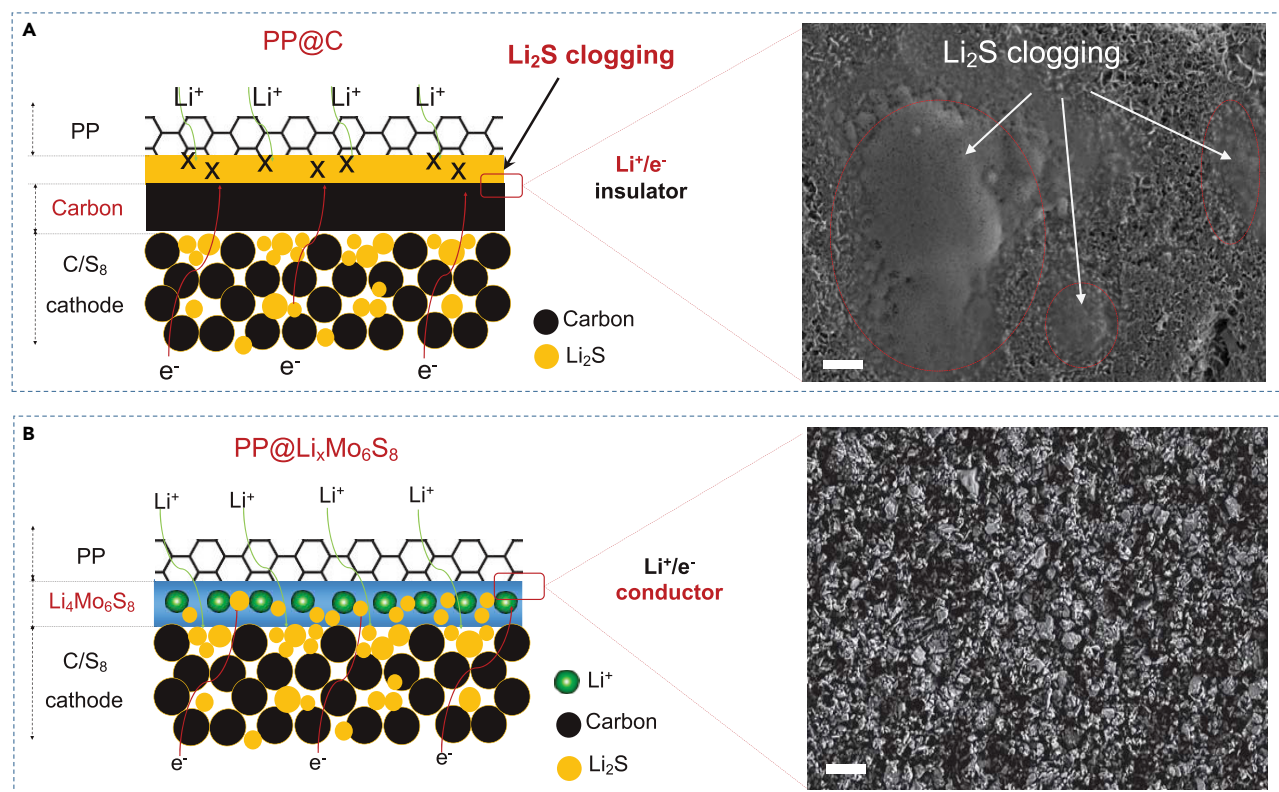 A
PP@C
Li₂S clogging
Li₂S clogging
Li⁺ Li⁺ Li⁺ Li⁺
PP
X X X X X X X
Li⁺/e⁻
insulator
Carbon
C/S₈
cathode
Carbon
Li₂S
e⁻ e⁻ e⁻
B
PP@LiₓMo₆S₈
Li⁺ Li⁺ Li⁺ Li⁺
PP
Li⁺/e⁻
conductor
Li₄Mo₆S₈
C/S₈
cathode
Li⁺
Carbon
Li₂S
e⁻ e⁻ e⁻